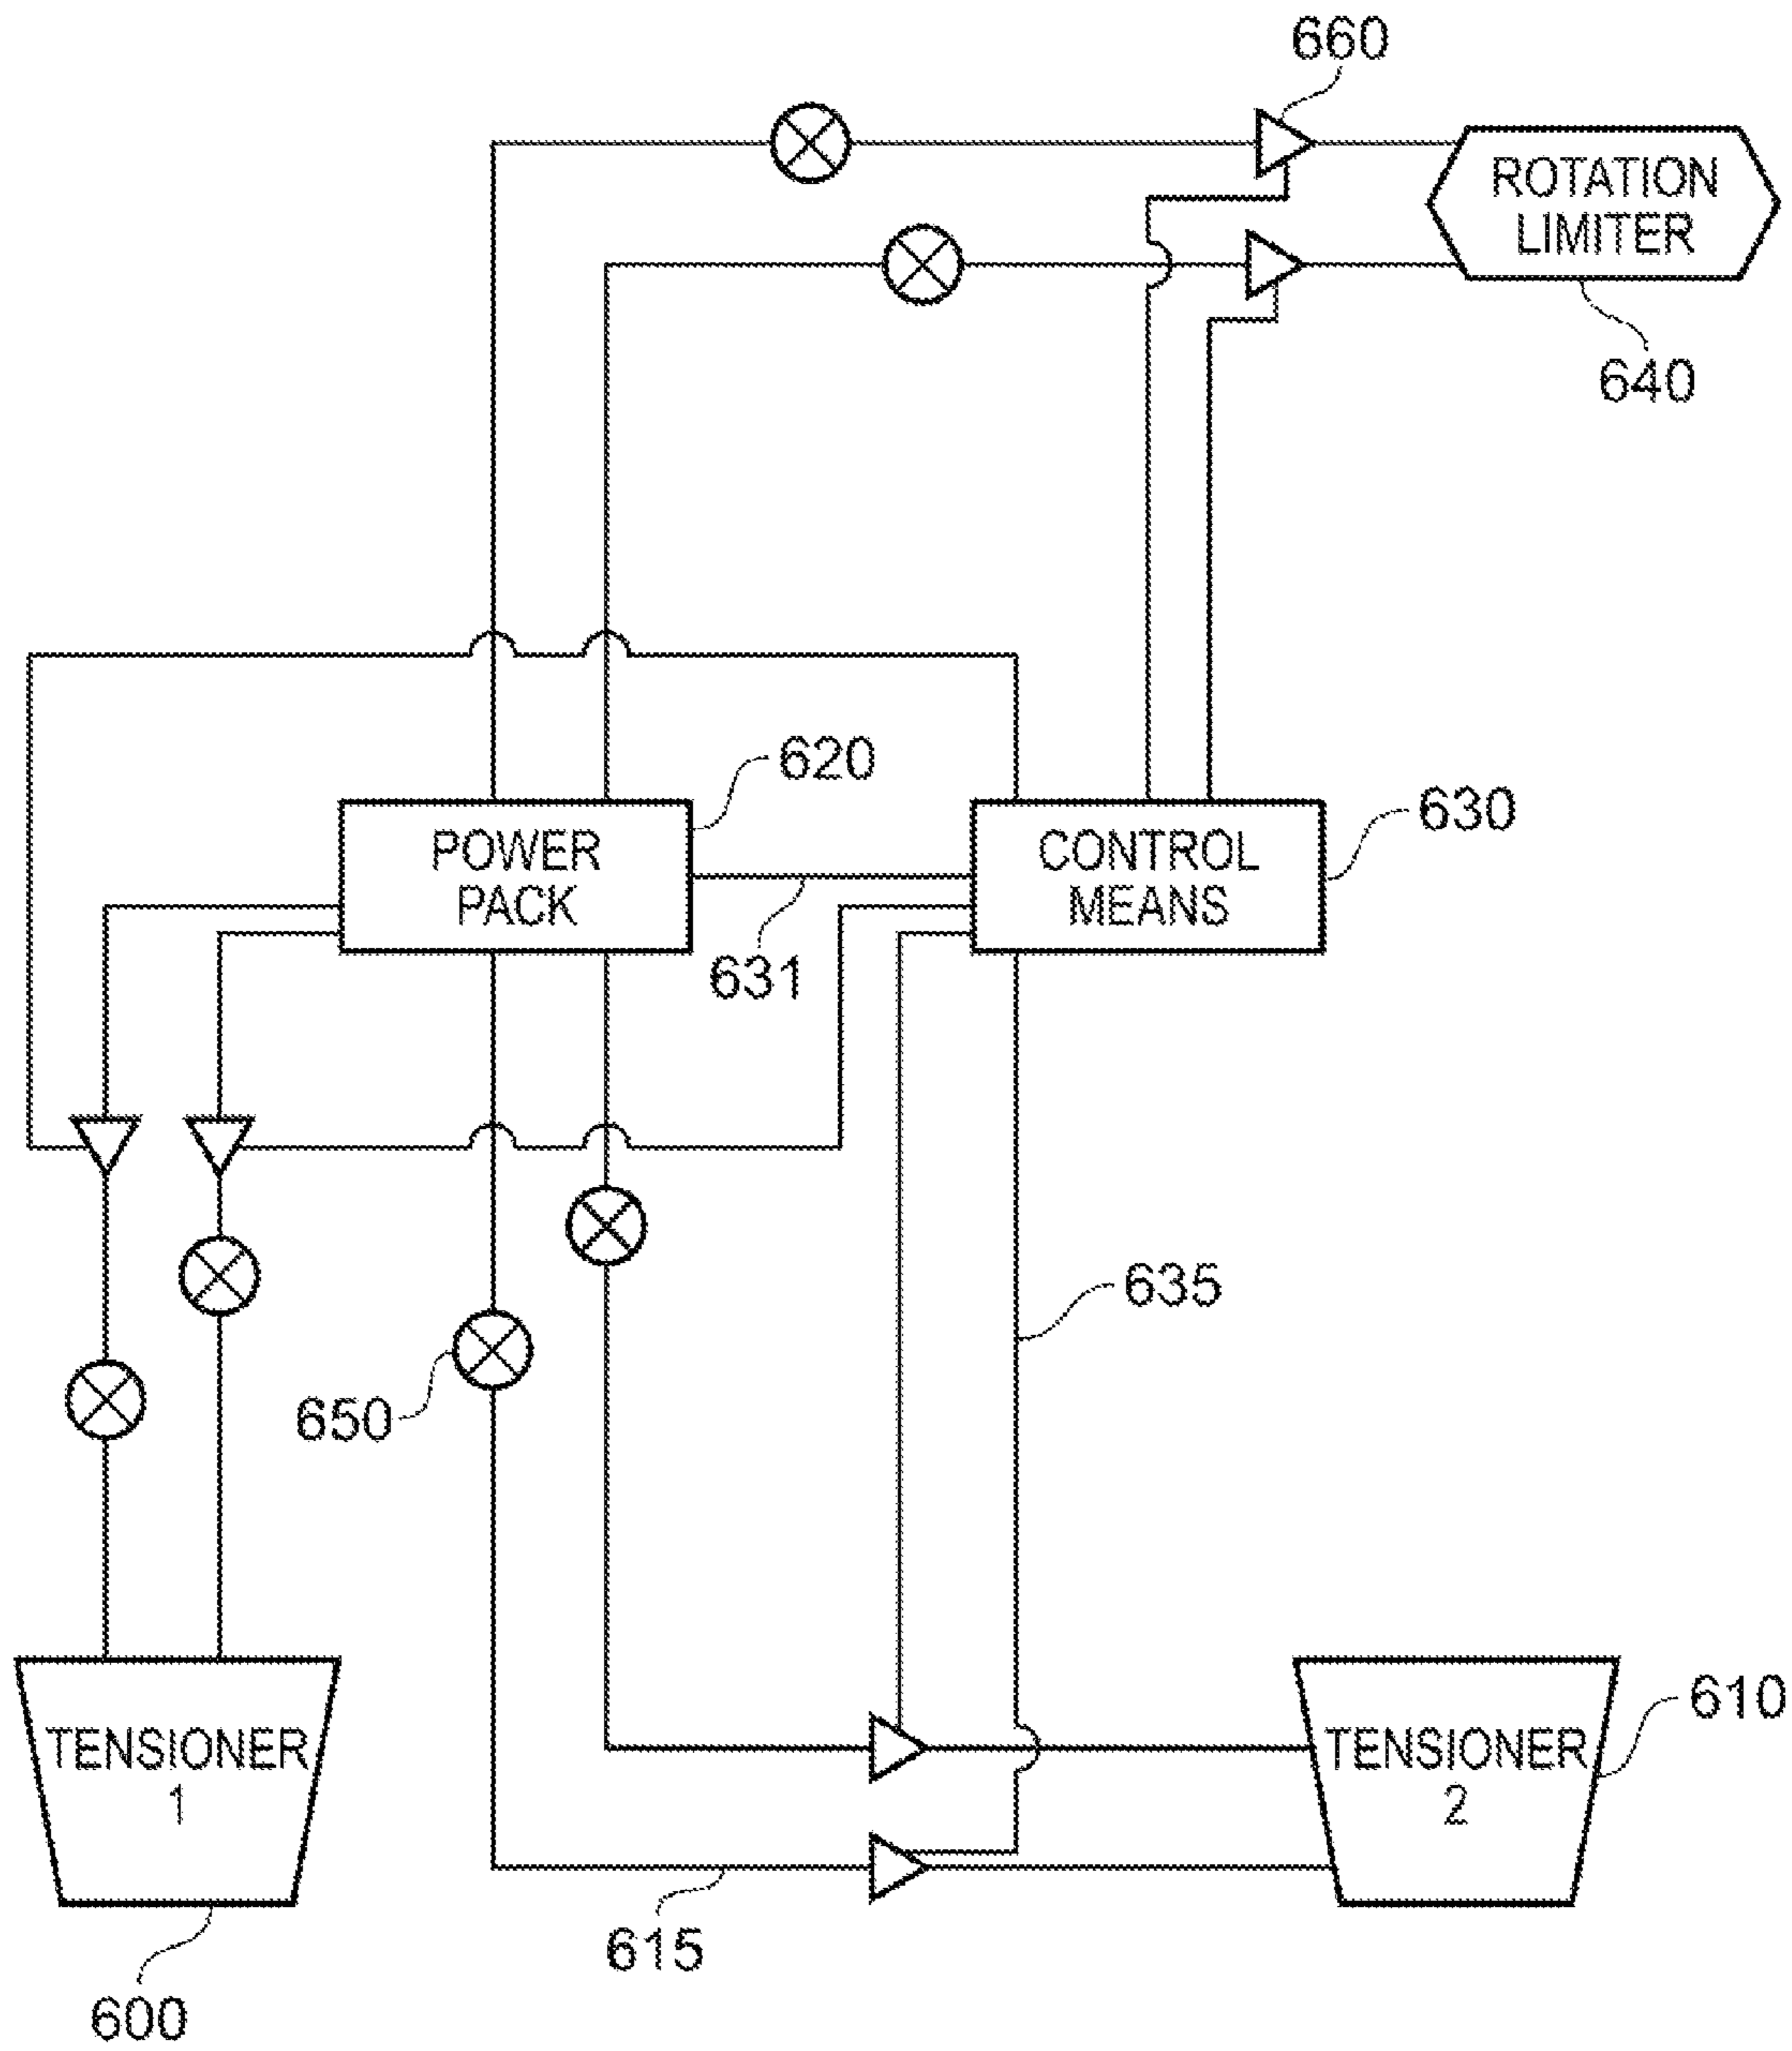 660
ROTATION
LIMITER
640
620
630
POWER
PACK
CONTROL
MEANS
631
635
650
610
TENSIONER
1
TENSIONER
2
615
600